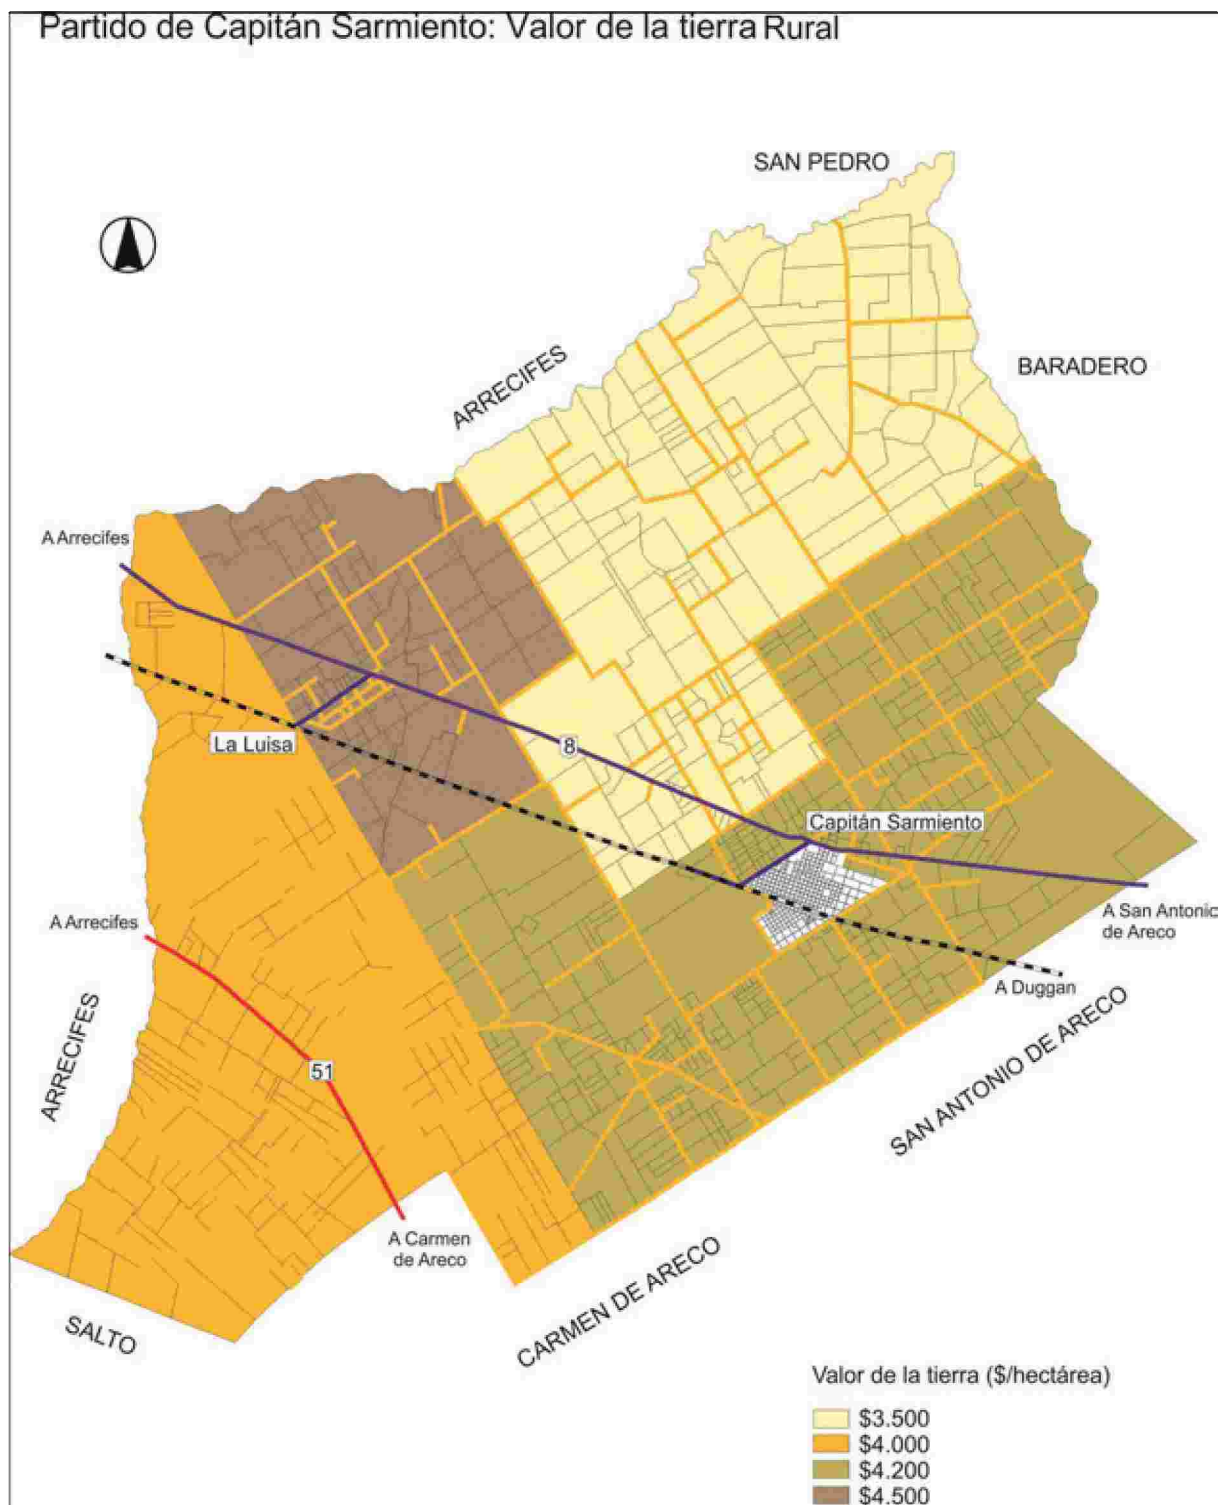 Partido de Capitán Sarmiento: Valor de la tierra Rural
SAN PEDRO
BARADERO
ARRECIFES
A Arrecifes
La Luisa
8
Capitán Sarmiento
A San Antonio
de Areco
A Arrecifes
A Duggan
ARRECIFES
51
SAN ANTONIO DE ARECO
A Carmen
de Areco
CARMEN DE ARECO
SALTO
Valor de la tierra ($/hectárea)
$3.500
$4.000
$4.200
$4.500